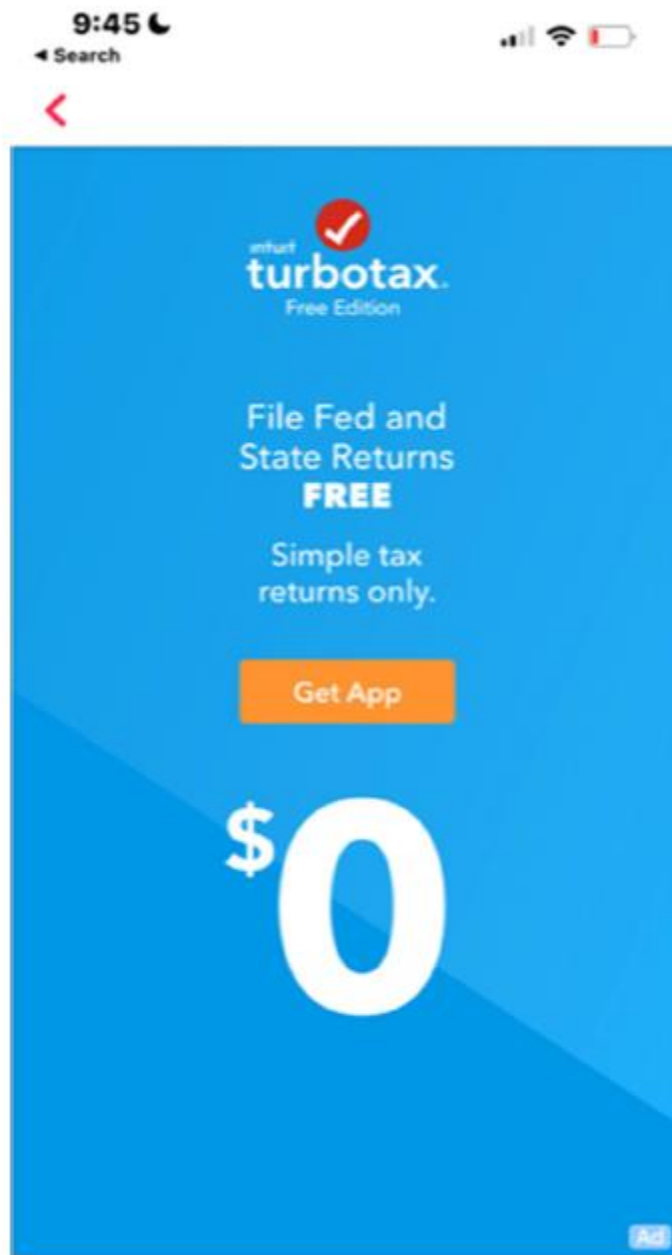 9:45
◄ Search
intuit
turbotax.
Free Edition
File Fed and
State Returns
FREE
Simple tax
returns only.
Get App
$0
Ad